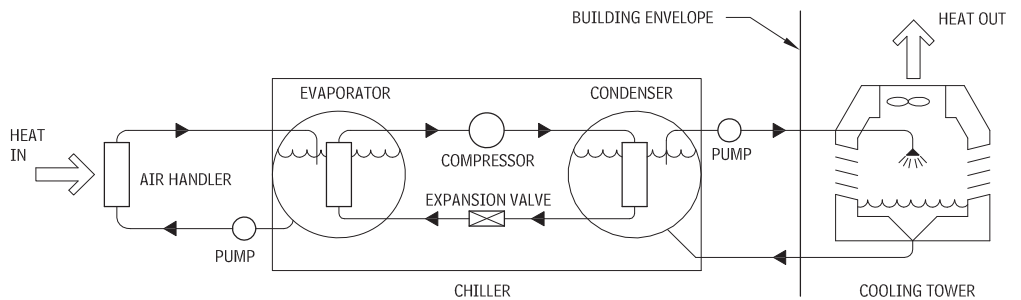 BUILDING ENVELOPE
HEAT OUT
EVAPORATOR
CONDENSER
HEAT
IN
AIR HANDLER
COMPRESSOR
PUMP
EXPANSION VALVE
PUMP
CHILLER
COOLING TOWER